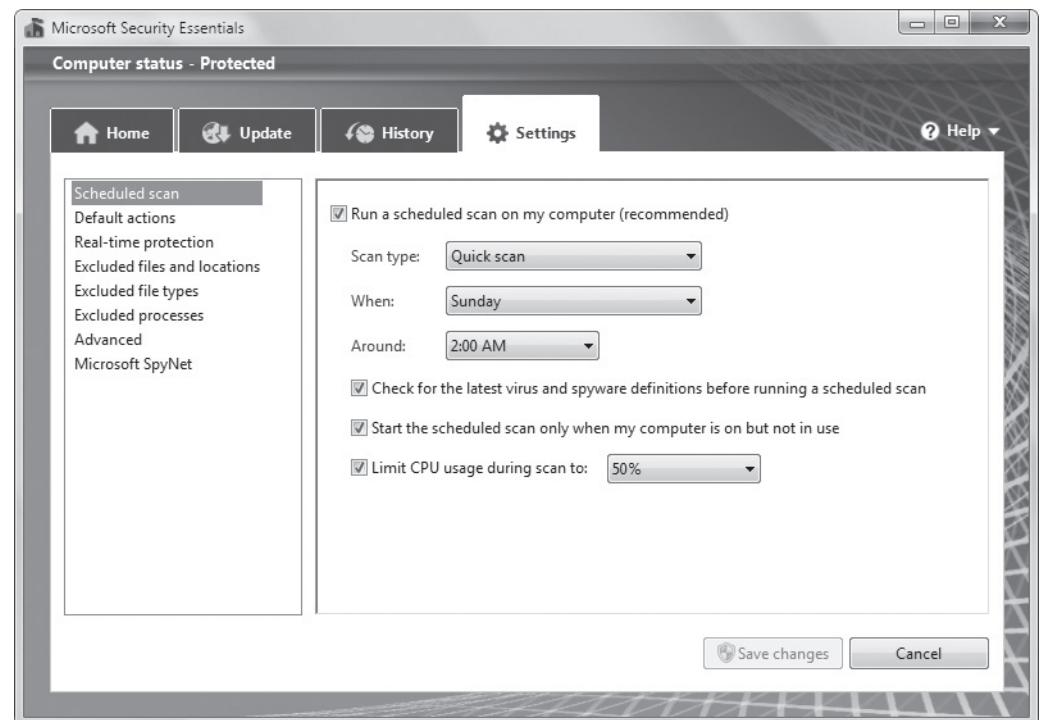 Microsoft Security Essentials
Computer status - Protected
Home
Update
History
Settings
Help
Scheduled scan
Default actions
Real-time protection
Excluded files and locations
Excluded file types
Excluded processes
Advanced
Microsoft SpyNet
Run a scheduled scan on my computer (recommended)
Scan type: Quick scan
When: Sunday
Around: 2:00 AM
Check for the latest virus and spyware definitions before running a scheduled scan
Start the scheduled scan only when my computer is on but not in use
Limit CPU usage during scan to: 50%
Save changes
Cancel